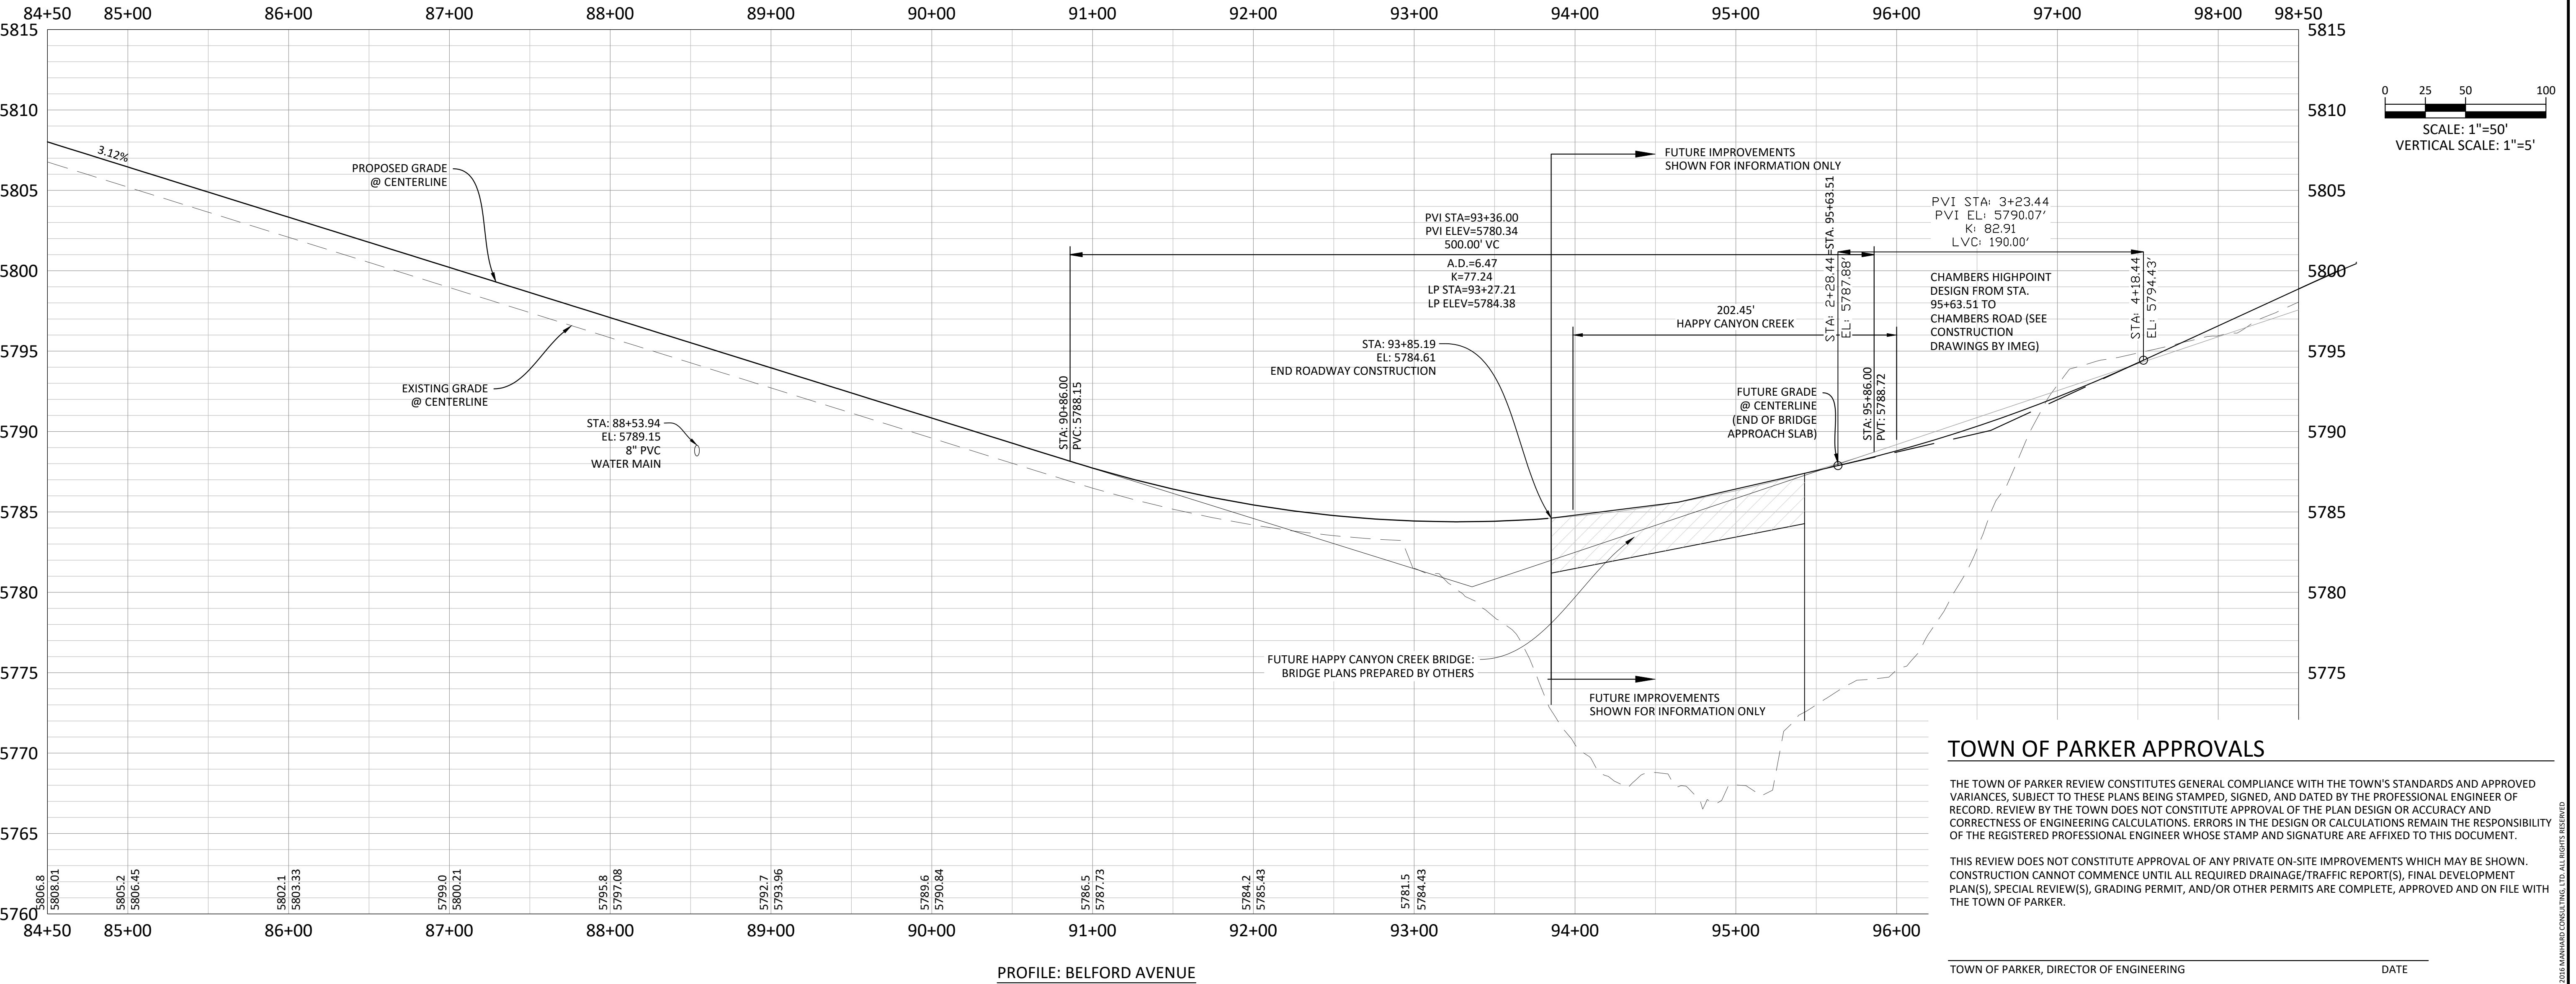 84+50 85+00 86+00 87+00 88+00 89+00 90+00 91+00 92+00 93+00 94+00 95+00 96+00 97+00 98+00 98+50
5815
5810
5805
5800
5795
5790
5785
5780
5775
5770
5765
5760
5815
5810
5805
5800
5795
5790
5785
5780
5775
0 25 50 100
SCALE: 1"=50'
VERTICAL SCALE: 1"=5'
3.12%
PROPOSED GRADE
@ CENTERLINE
EXISTING GRADE
@ CENTERLINE
STA: 88+53.94
EL: 5789.15
8" PVC
WATER MAIN
STA: 90+86.00
PVC: 5788.15
PVI STA=93+36.00
PVI ELEV=5780.34
500.00' VC
A.D.=6.47
K=77.24
LP STA=93+27.21
LP ELEV=5784.38
STA: 93+85.19
EL: 5784.61
END ROADWAY CONSTRUCTION
FUTURE IMPROVEMENTS
SHOWN FOR INFORMATION ONLY
202.45'
HAPPY CANYON CREEK
STA: 2+28.44=STA. 95+63.51
EL: 5787.88'
PVI STA: 3+23.44
PVI EL: 5790.07'
K: 82.91
LVC: 190.00'
CHAMBERS HIGHPOINT
DESIGN FROM STA.
95+63.51 TO
CHAMBERS ROAD (SEE
CONSTRUCTION
DRAWINGS BY IMEG)
STA: 4+18.44
EL: 5794.43'
FUTURE GRADE
@ CENTERLINE
(END OF BRIDGE
APPROACH SLAB)
STA: 95+86.00
PVT: 5788.72
FUTURE HAPPY CANYON CREEK BRIDGE:
BRIDGE PLANS PREPARED BY OTHERS
FUTURE IMPROVEMENTS
SHOWN FOR INFORMATION ONLY
5806.8
5808.01
5805.2
5806.45
5802.1
5803.33
5799.0
5800.21
5795.8
5797.08
5792.7
5793.96
5789.6
5790.84
5786.5
5787.73
5784.2
5785.43
5781.5
5784.43
84+50 85+00 86+00 87+00 88+00 89+00 90+00 91+00 92+00 93+00 94+00 95+00 96+00
PROFILE: BELFORD AVENUE
TOWN OF PARKER APPROVALS
THE TOWN OF PARKER REVIEW CONSTITUTES GENERAL COMPLIANCE WITH THE TOWN'S STANDARDS AND APPROVED
VARIANCES, SUBJECT TO THESE PLANS BEING STAMPED, SIGNED, AND DATED BY THE PROFESSIONAL ENGINEER OF
RECORD. REVIEW BY THE TOWN DOES NOT CONSTITUTE APPROVAL OF THE PLAN DESIGN OR ACCURACY AND
CORRECTNESS OF ENGINEERING CALCULATIONS. ERRORS IN THE DESIGN OR CALCULATIONS REMAIN THE RESPONSIBILITY
OF THE REGISTERED PROFESSIONAL ENGINEER WHOSE STAMP AND SIGNATURE ARE AFFIXED TO THIS DOCUMENT.
THIS REVIEW DOES NOT CONSTITUTE APPROVAL OF ANY PRIVATE ON-SITE IMPROVEMENTS WHICH MAY BE SHOWN.
CONSTRUCTION CANNOT COMMENCE UNTIL ALL REQUIRED DRAINAGE/TRAFFIC REPORT(S), FINAL DEVELOPMENT
PLAN(S), SPECIAL REVIEW(S), GRADING PERMIT, AND/OR OTHER PERMITS ARE COMPLETE, APPROVED AND ON FILE WITH
THE TOWN OF PARKER.
TOWN OF PARKER, DIRECTOR OF ENGINEERING DATE
2016 MANHARD CONSULTING, LTD. ALL RIGHTS RESERVED